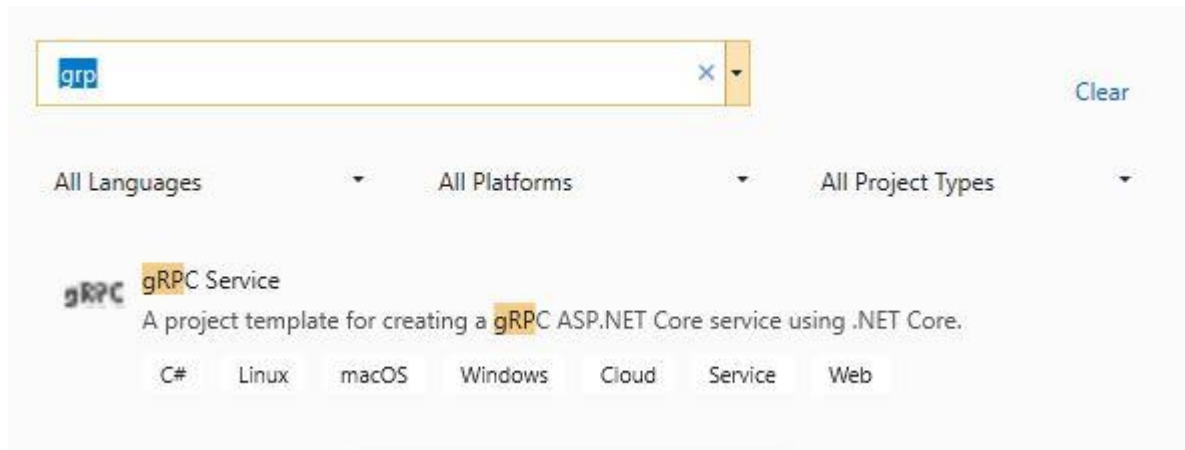 grp
Clear
All Languages All Platforms All Project Types
gRPC gRPC Service
A project template for creating a gRPC ASP.NET Core service using .NET Core.
C# Linux macOS Windows Cloud Service Web